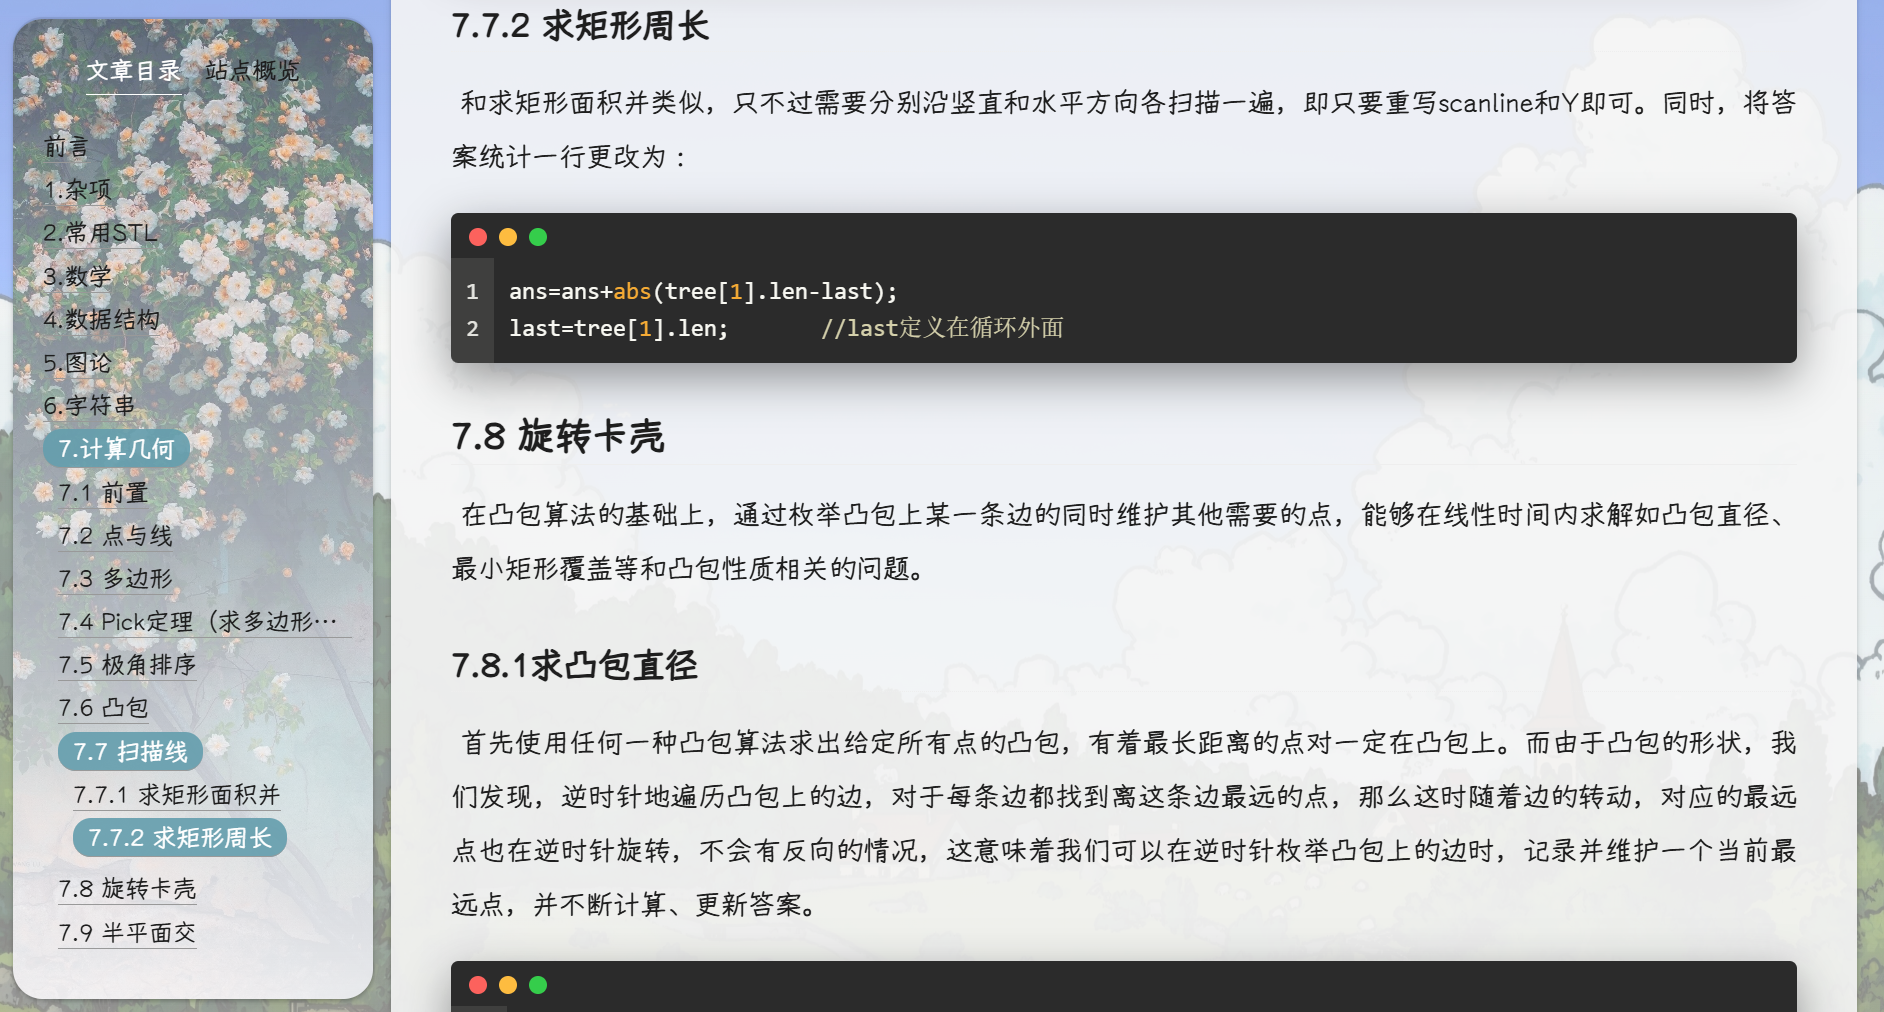 文章目录 站点概览
前言
1.杂项
2.常用STL
3.数学
4.数据结构
5.图论
6.字符串
7.计算几何
7.1 前置
7.2 点与线
7.3 多边形
7.4 Pick定理（求多边形…
7.5 极角排序
7.6 凸包
7.7 扫描线
7.7.1 求矩形面积并
7.7.2 求矩形周长
7.8 旋转卡壳
7.9 半平面交
7.7.2 求矩形周长
和求矩形面积并类似，只不过需要分别沿竖直和水平方向各扫描一遍，即只要重写scanline和Y即可。同时，将答
案统计一行更改为：
1 ans=ans+abs(tree[1].len-last);
2 last=tree[1].len; //last定义在循环外面
7.8 旋转卡壳
在凸包算法的基础上，通过枚举凸包上某一条边的同时维护其他需要的点，能够在线性时间内求解如凸包直径、
最小矩形覆盖等和凸包性质相关的问题。
7.8.1求凸包直径
首先使用任何一种凸包算法求出给定所有点的凸包，有着最长距离的点对一定在凸包上。而由于凸包的形状，我
们发现，逆时针地遍历凸包上的边，对于每条边都找到离这条边最远的点，那么这时随着边的转动，对应的最远
点也在逆时针旋转，不会有反向的情况，这意味着我们可以在逆时针枚举凸包上的边时，记录并维护一个当前最
远点，并不断计算、更新答案。